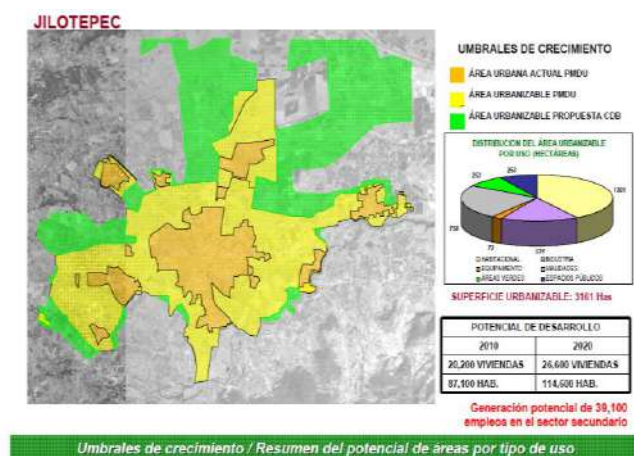 JILOTEPEC
UMBRALES DE CRECIMIENTO
ÁREA URBANA ACTUAL PMDU
ÁREA URBANIZABLE PMDU
ÁREA URBANIZABLE PROPUESTA CDB
DISTRIBUCIÓN DEL ÁREA URBANIZABLE
POR USO (HECTÁREAS)
HABITACIONAL
INDUSTRIA
EQUIPAMIENTO
VIALIDADES
ÁREAS VERDES
ESPACIOS PÚBLICOS
SUPERFICIE URBANIZABLE: 3161 Has
POTENCIAL DE DESARROLLO
2010 2020
20,200 VIVIENDAS 26,600 VIVIENDAS
87,100 HAB. 114,600 HAB.
Generación potencial de 39,100
empleos en el sector secundario
Umbrales de crecimiento / Resumen del potencial de áreas por tipo de uso